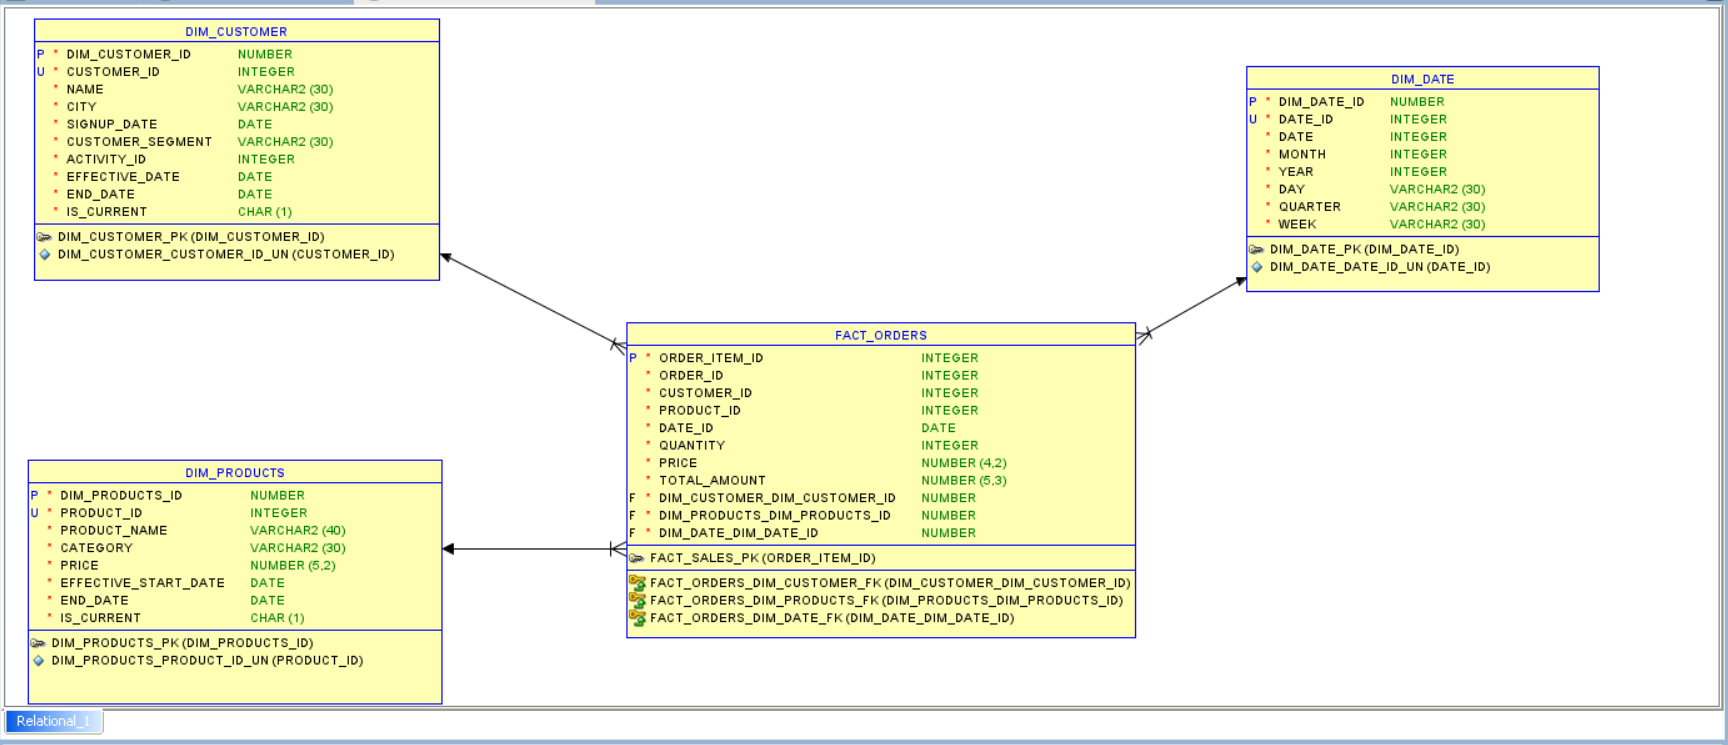 DIM_CUSTOMER
P * DIM_CUSTOMER_ID NUMBER
U * CUSTOMER_ID INTEGER
* NAME VARCHAR2 (30)
* CITY VARCHAR2 (30)
* SIGNUP_DATE DATE
* CUSTOMER_SEGMENT VARCHAR2 (30)
* ACTIVITY_ID INTEGER
* EFFECTIVE_DATE DATE
* END_DATE DATE
* IS_CURRENT CHAR (1)
DIM_CUSTOMER_PK (DIM_CUSTOMER_ID)
DIM_CUSTOMER_CUSTOMER_ID_UN (CUSTOMER_ID)
DIM_DATE
P * DIM_DATE_ID NUMBER
U * DATE_ID INTEGER
* DATE INTEGER
* MONTH INTEGER
* YEAR INTEGER
* DAY VARCHAR2 (30)
* QUARTER VARCHAR2 (30)
* WEEK VARCHAR2 (30)
DIM_DATE_PK (DIM_DATE_ID)
DIM_DATE_DATE_ID_UN (DATE_ID)
FACT_ORDERS
P * ORDER_ITEM_ID INTEGER
* ORDER_ID INTEGER
* CUSTOMER_ID INTEGER
* PRODUCT_ID INTEGER
* DATE_ID DATE
* QUANTITY INTEGER
* PRICE NUMBER (4,2)
* TOTAL_AMOUNT NUMBER (5,3)
F * DIM_CUSTOMER_DIM_CUSTOMER_ID NUMBER
F * DIM_PRODUCTS_DIM_PRODUCTS_ID NUMBER
F * DIM_DATE_DIM_DATE_ID NUMBER
FACT_SALES_PK (ORDER_ITEM_ID)
FACT_ORDERS_DIM_CUSTOMER_FK (DIM_CUSTOMER_DIM_CUSTOMER_ID)
FACT_ORDERS_DIM_PRODUCTS_FK (DIM_PRODUCTS_DIM_PRODUCTS_ID)
FACT_ORDERS_DIM_DATE_FK (DIM_DATE_DIM_DATE_ID)
DIM_PRODUCTS
P * DIM_PRODUCTS_ID NUMBER
U * PRODUCT_ID INTEGER
* PRODUCT_NAME VARCHAR2 (40)
* CATEGORY VARCHAR2 (30)
* PRICE NUMBER (5,2)
* EFFECTIVE_START_DATE DATE
* END_DATE DATE
* IS_CURRENT CHAR (1)
DIM_PRODUCTS_PK (DIM_PRODUCTS_ID)
DIM_PRODUCTS_PRODUCT_ID_UN (PRODUCT_ID)
Relational_1